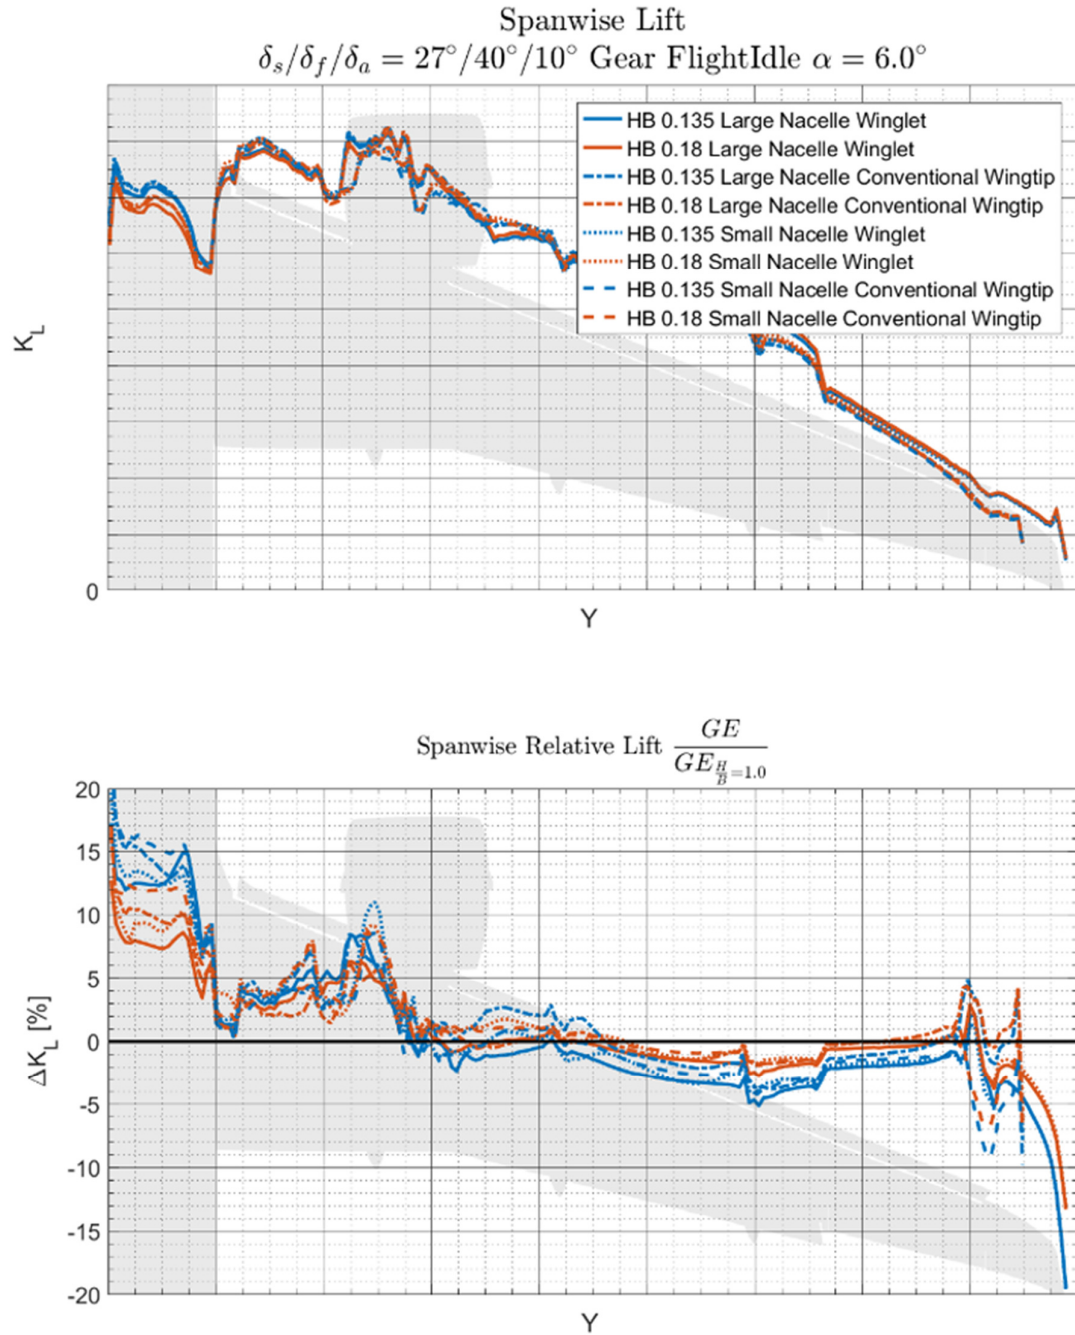 Spanwise Lift
δs/δf/δa = 27°/40°/10° Gear FlightIdle α = 6.0°
HB 0.135 Large Nacelle Winglet
HB 0.18 Large Nacelle Winglet
HB 0.135 Large Nacelle Conventional Wingtip
HB 0.18 Large Nacelle Conventional Wingtip
HB 0.135 Small Nacelle Winglet
HB 0.18 Small Nacelle Winglet
HB 0.135 Small Nacelle Conventional Wingtip
HB 0.18 Small Nacelle Conventional Wingtip
KL
0
Y
Spanwise Relative Lift GE/GE H/B=1.0
20
15
10
5
0
-5
-10
-15
-20
ΔKL [%]
Y